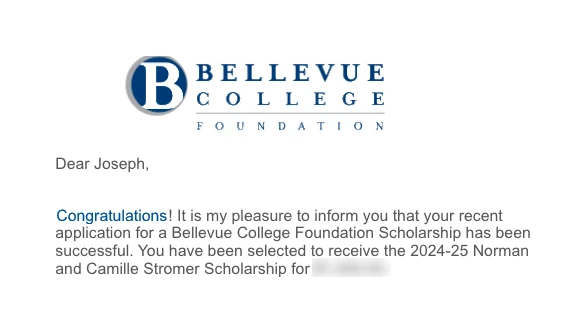 B BELLEVUE
COLLEGE
FOUNDATION
Dear Joseph,
Congratulations! It is my pleasure to inform you that your recent
application for a Bellevue College Foundation Scholarship has been
successful. You have been selected to receive the 2024-25 Norman
and Camille Stromer Scholarship for